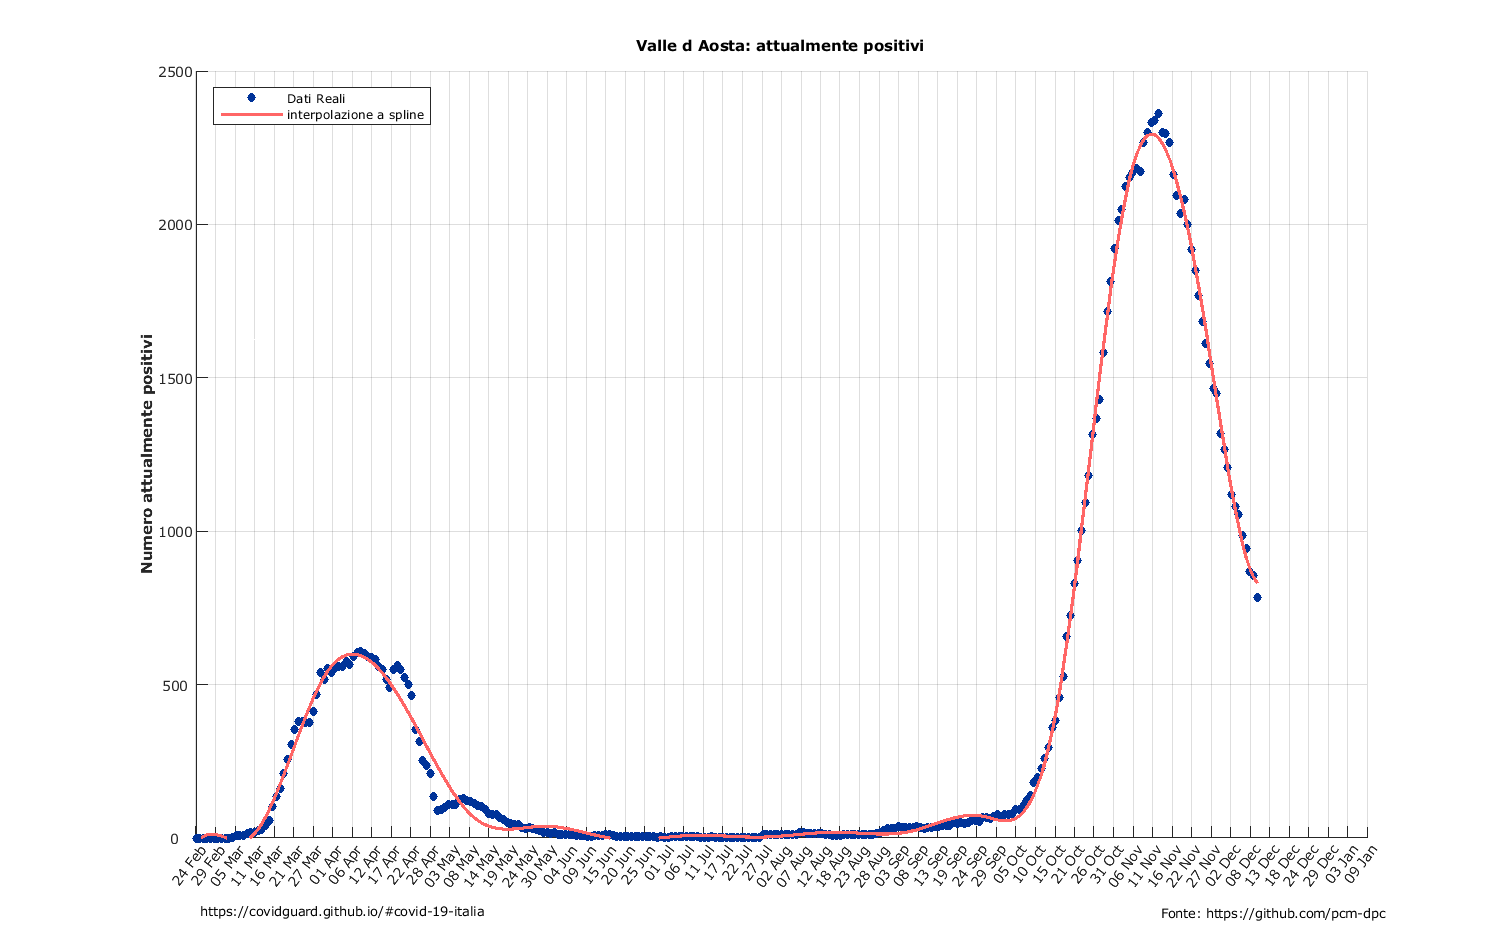 Valle d Aosta: attualmente positivi
Dati Reali
interpolazione a spline
Numero attualmente positivi
2500
2000
1500
1000
500
0
24 Feb
29 Feb
05 Mar
11 Mar
16 Mar
21 Mar
27 Mar
01 Apr
06 Apr
12 Apr
17 Apr
22 Apr
28 Apr
03 May
08 May
14 May
19 May
24 May
30 May
04 Jun
09 Jun
15 Jun
20 Jun
25 Jun
01 Jul
06 Jul
11 Jul
17 Jul
22 Jul
27 Jul
02 Aug
07 Aug
12 Aug
18 Aug
23 Aug
28 Aug
03 Sep
08 Sep
13 Sep
19 Sep
24 Sep
29 Sep
05 Oct
10 Oct
15 Oct
21 Oct
26 Oct
31 Oct
06 Nov
11 Nov
16 Nov
22 Nov
27 Nov
02 Dec
08 Dec
13 Dec
18 Dec
24 Dec
29 Dec
03 Jan
09 Jan
https://covidguard.github.io/#covid-19-italia
Fonte: https://github.com/pcm-dpc